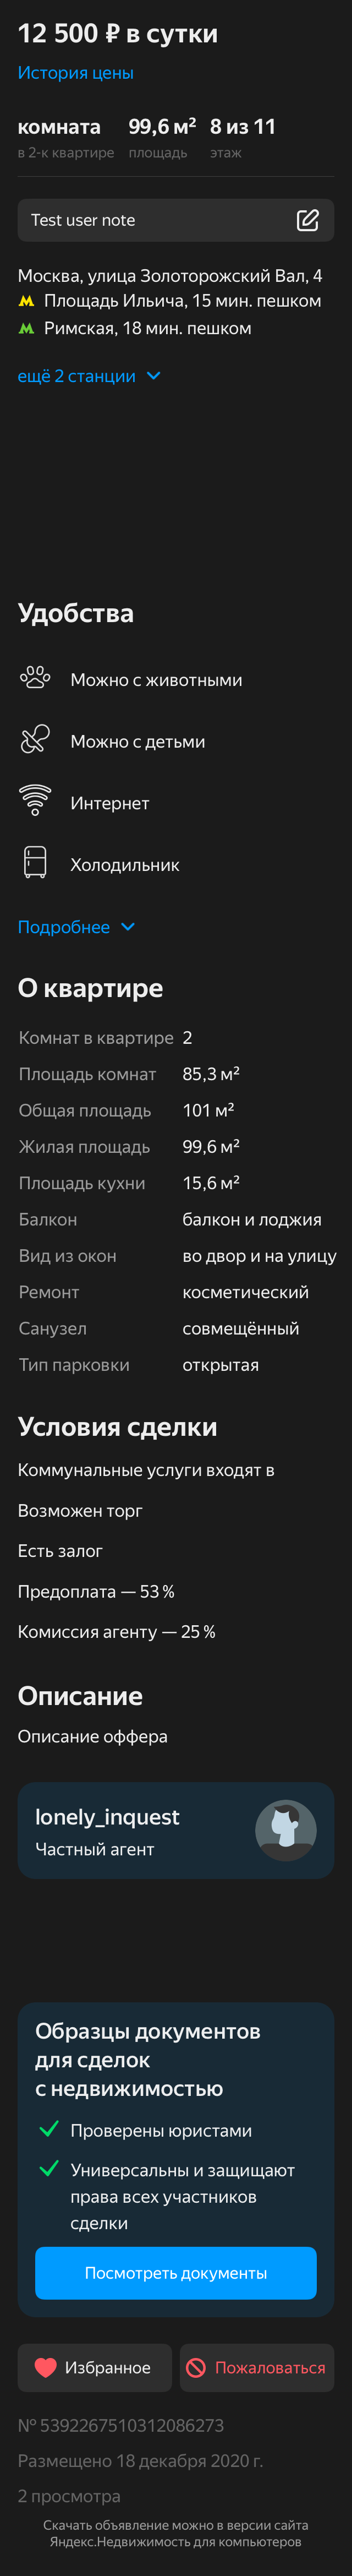 12 500 ₽ в сутки
История цены
комната 99,6 м² 8 из 11
в 2-к квартире площадь этаж
Test user note
Москва, улица Золоторожский Вал, 4
Площадь Ильича, 15 мин. пешком
Римская, 18 мин. пешком
ещё 2 станции
Удобства
Можно с животными
Можно с детьми
Интернет
Холодильник
Подробнее
О квартире
Комнат в квартире 2
Площадь комнат 85,3 м²
Общая площадь 101 м²
Жилая площадь 99,6 м²
Площадь кухни 15,6 м²
Балкон балкон и лоджия
Вид из окон во двор и на улицу
Ремонт косметический
Санузел совмещённый
Тип парковки открытая
Условия сделки
Коммунальные услуги входят в
Возможен торг
Есть залог
Предоплата — 53 %
Комиссия агенту — 25 %
Описание
Описание оффера
lonely_inquest
Частный агент
Образцы документов
для сделок
с недвижимостью
Проверены юристами
Универсальны и защищают
права всех участников
сделки
Посмотреть документы
Избранное Пожаловаться
№ 5392267510312086273
Размещено 18 декабря 2020 г.
2 просмотра
Скачать объявление можно в версии сайта
Яндекс.Недвижимость для компьютеров